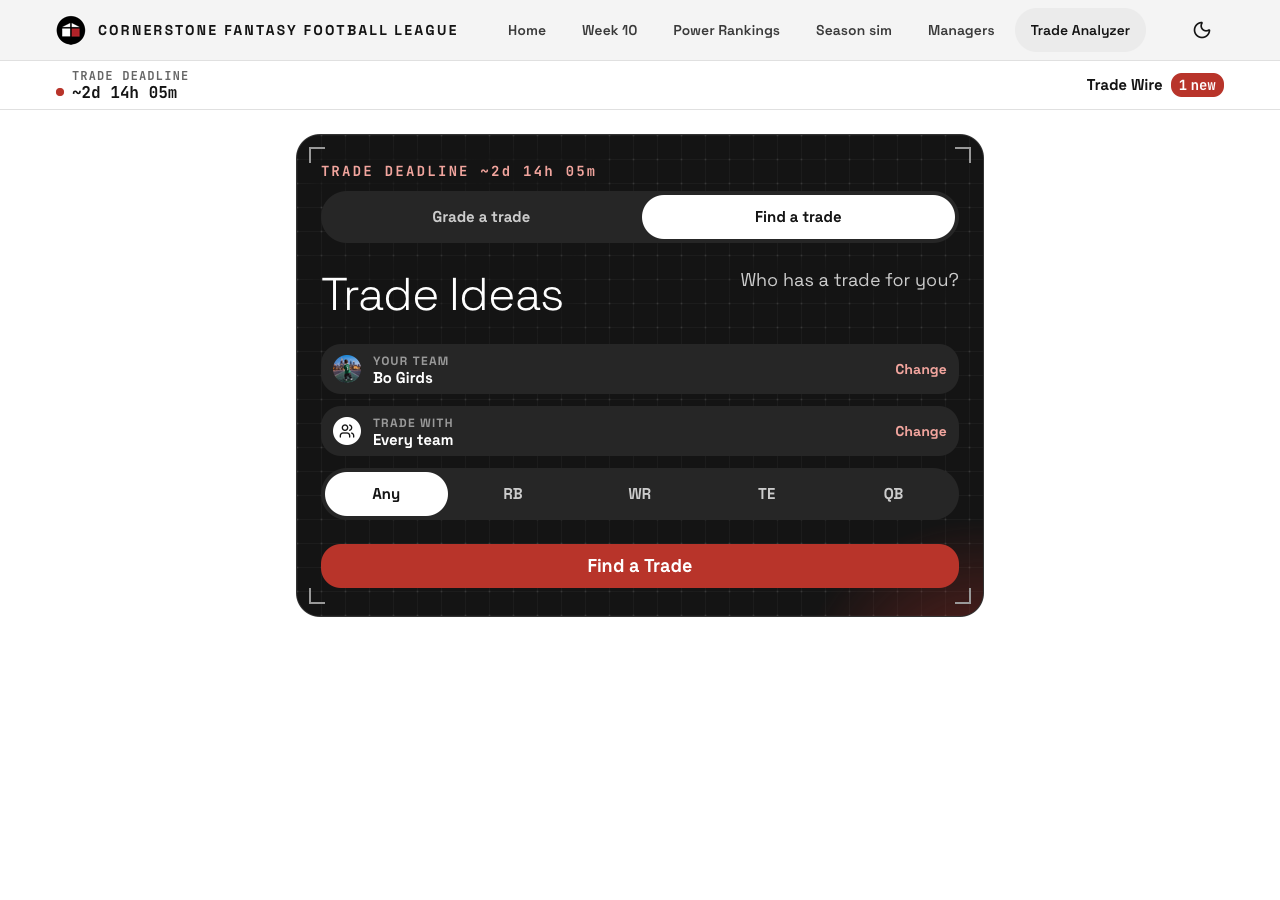 CORNERSTONE FANTASY FOOTBALL LEAGUE
Home
Week 10
Power Rankings
Season sim
Managers
Trade Analyzer
TRADE DEADLINE
~2d 14h 05m
Trade Wire
1 new
TRADE DEADLINE ~2d 14h 05m
Grade a trade
Find a trade
Trade Ideas
Who has a trade for you?
YOUR TEAM
Bo Girds
Change
TRADE WITH
Every team
Change
Any
RB
WR
TE
QB
Find a Trade